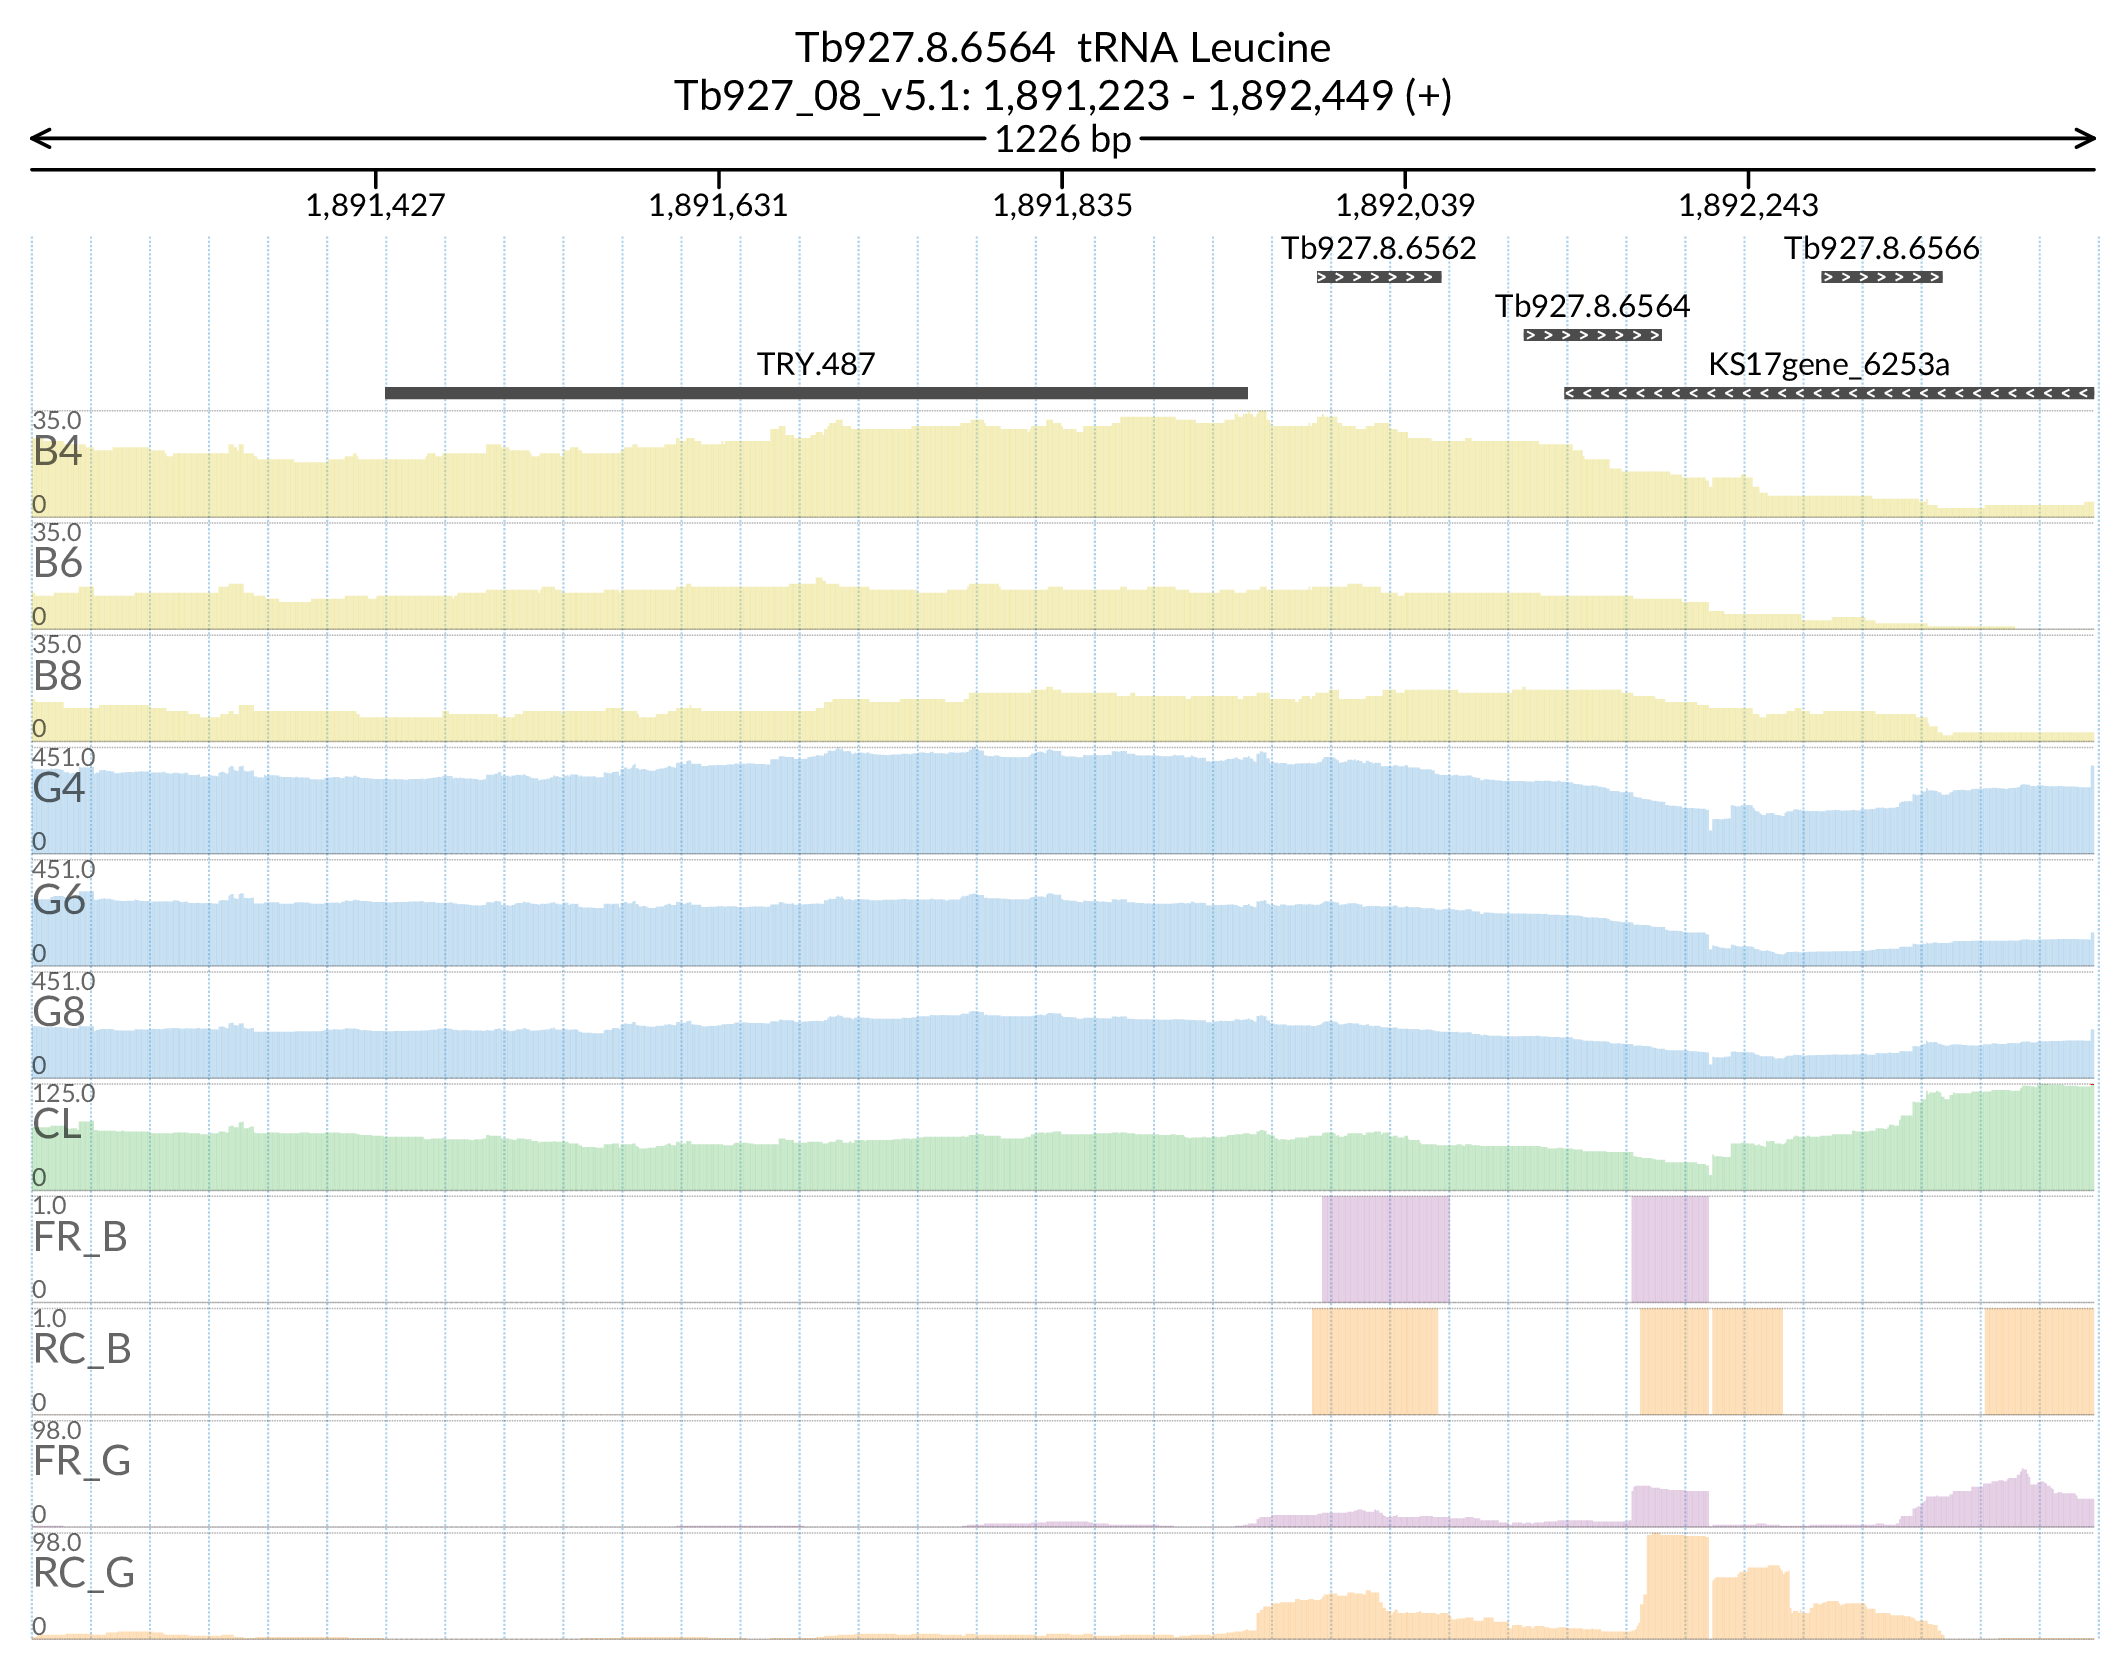 Tb927.8.6564 tRNA Leucine
Tb927_08_v5.1: 1,891,223 - 1,892,449 (+)
1226 bp
1,891,427 1,891,631 1,891,835 1,892,039 1,892,243
Tb927.8.6562 Tb927.8.6566
Tb927.8.6564
TRY.487 KS17gene_6253a
35.0
B4
0
35.0
B6
0
35.0
B8
0
451.0
G4
0
451.0
G6
0
451.0
G8
0
125.0
CL
0
1.0
FR_B
0
1.0
RC_B
0
98.0
FR_G
0
98.0
RC_G
0